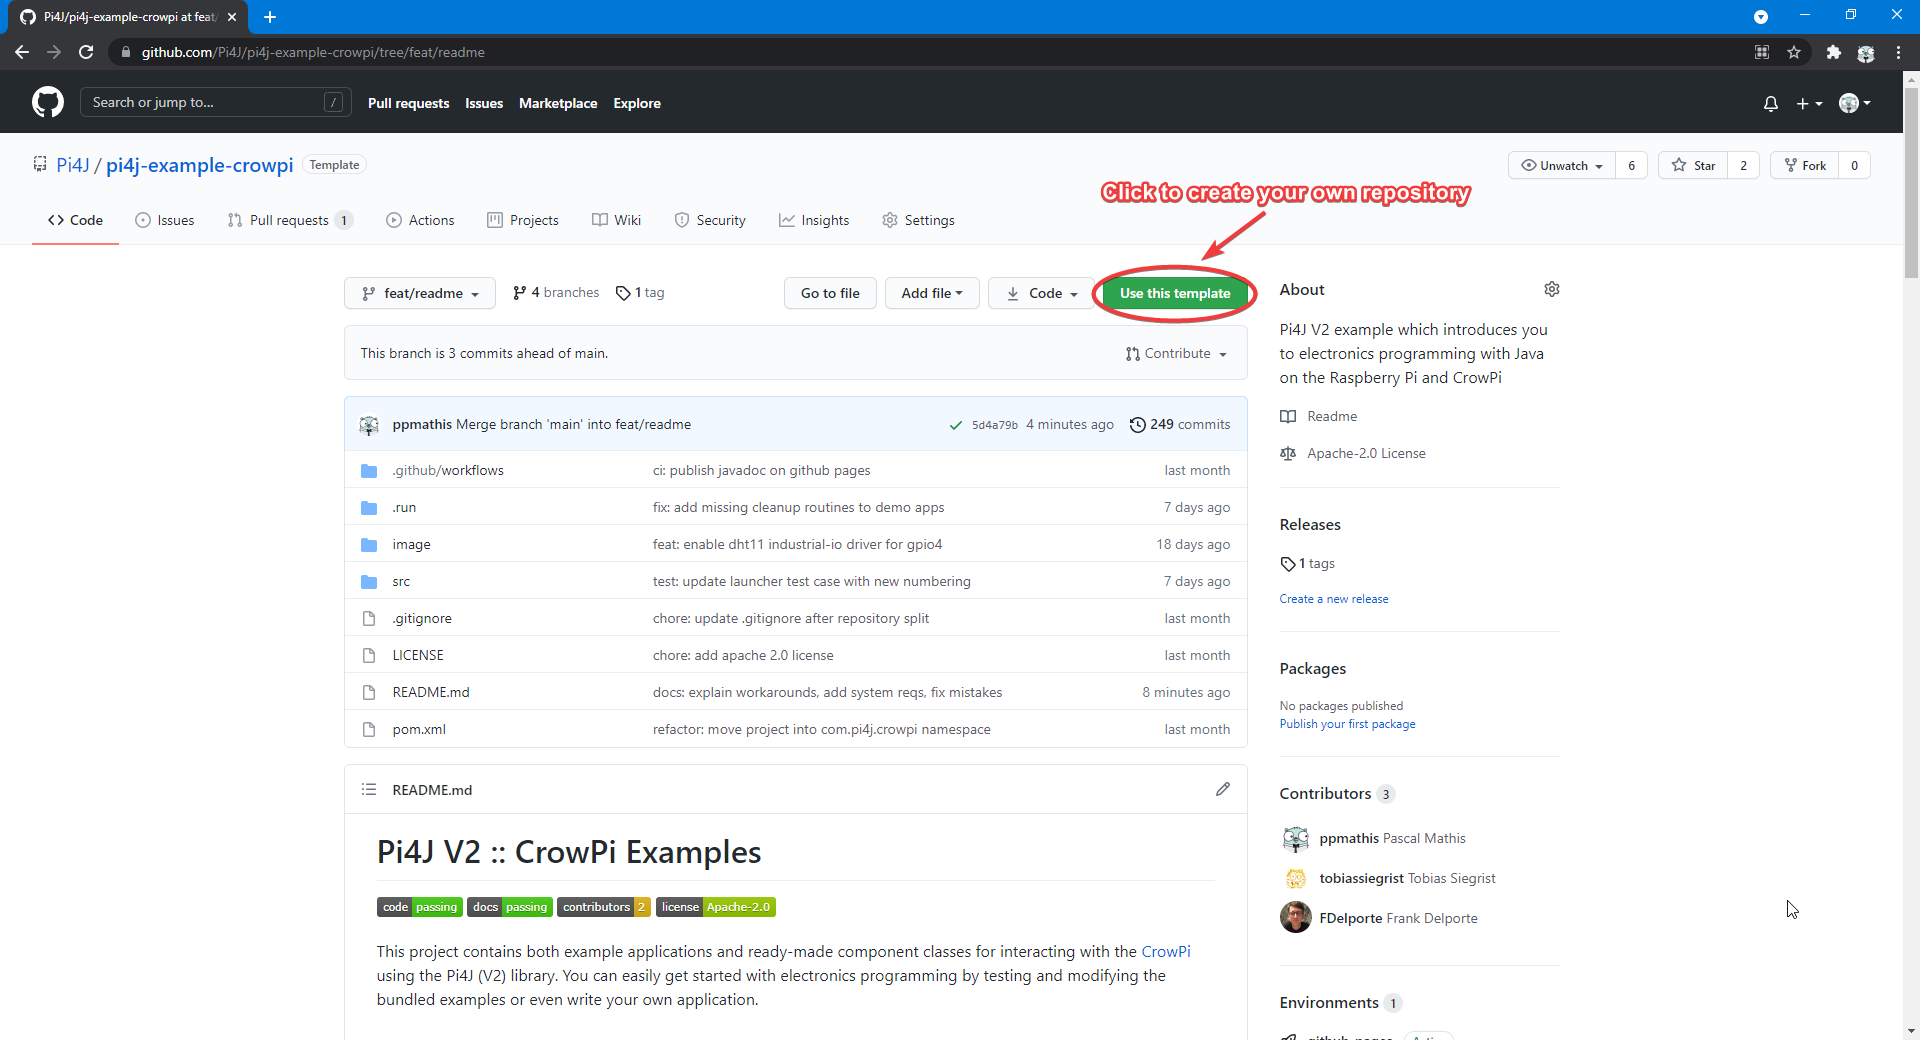 Pi4J/pi4j-example-crowpi at feat/
github.com/Pi4J/pi4j-example-crowpi/tree/feat/readme
Search or jump to... /
Pull requests Issues Marketplace Explore
Pi4J / pi4j-example-crowpi Template
Unwatch 6 Star 2 Fork 0
Click to create your own repository
Code Issues Pull requests 1 Actions Projects Wiki Security Insights Settings
feat/readme 4 branches 1 tag Go to file Add file Code Use this template
This branch is 3 commits ahead of main. Contribute
ppmathis Merge branch 'main' into feat/readme 5d4a79b 4 minutes ago 249 commits
.github/workflows ci: publish javadoc on github pages last month
.run fix: add missing cleanup routines to demo apps 7 days ago
image feat: enable dht11 industrial-io driver for gpio4 18 days ago
src test: update launcher test case with new numbering 7 days ago
.gitignore chore: update .gitignore after repository split last month
LICENSE chore: add apache 2.0 license last month
README.md docs: explain workarounds, add system reqs, fix mistakes 8 minutes ago
pom.xml refactor: move project into com.pi4j.crowpi namespace last month
README.md
Pi4J V2 :: CrowPi Examples
code passing docs passing contributors 2 license Apache-2.0
This project contains both example applications and ready-made component classes for interacting with the CrowPi
using the Pi4J (V2) library. You can easily get started with electronics programming by testing and modifying the
bundled examples or even write your own application.
About
Pi4J V2 example which introduces you
to electronics programming with Java
on the Raspberry Pi and CrowPi
Readme
Apache-2.0 License
Releases
1 tags
Create a new release
Packages
No packages published
Publish your first package
Contributors 3
ppmathis Pascal Mathis
tobiassiegrist Tobias Siegrist
FDelporte Frank Delporte
Environments 1